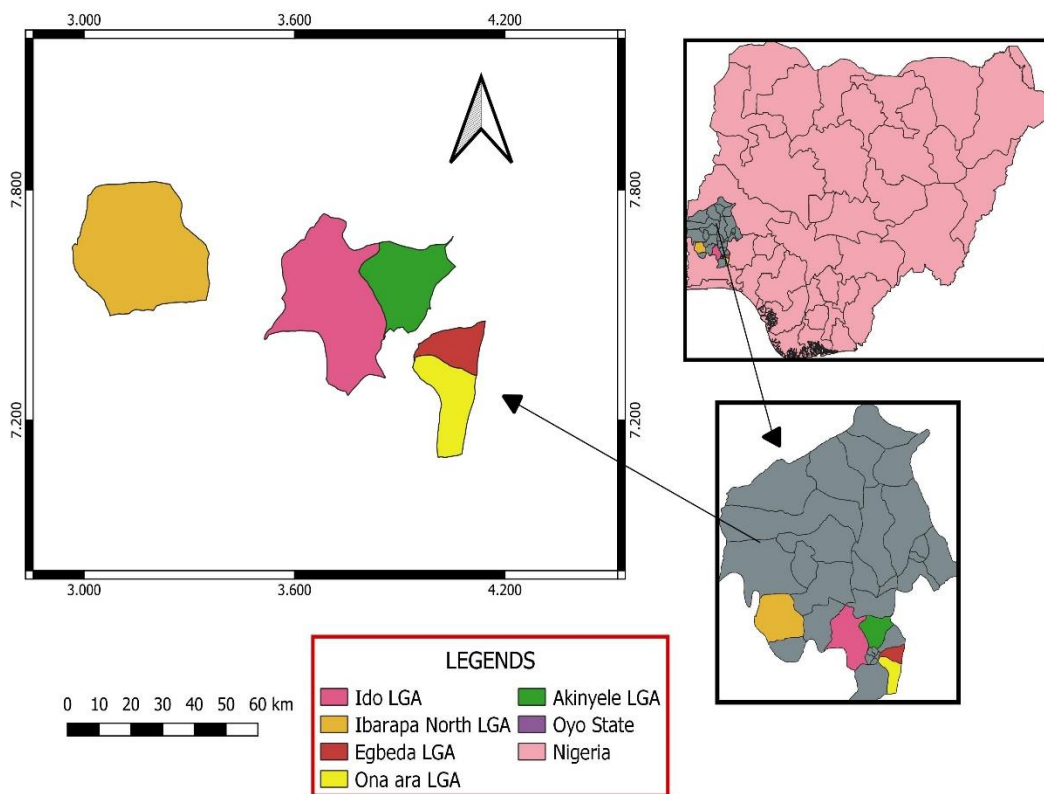 3.000 3.600 4.200
7.800 7.800
7.200 7.200
3.000 3.600 4.200
0 10 20 30 40 50 60 km
LEGENDS
Ido LGA
Ibarapa North LGA
Egbeda LGA
Ona ara LGA
Akinyele LGA
Oyo State
Nigeria